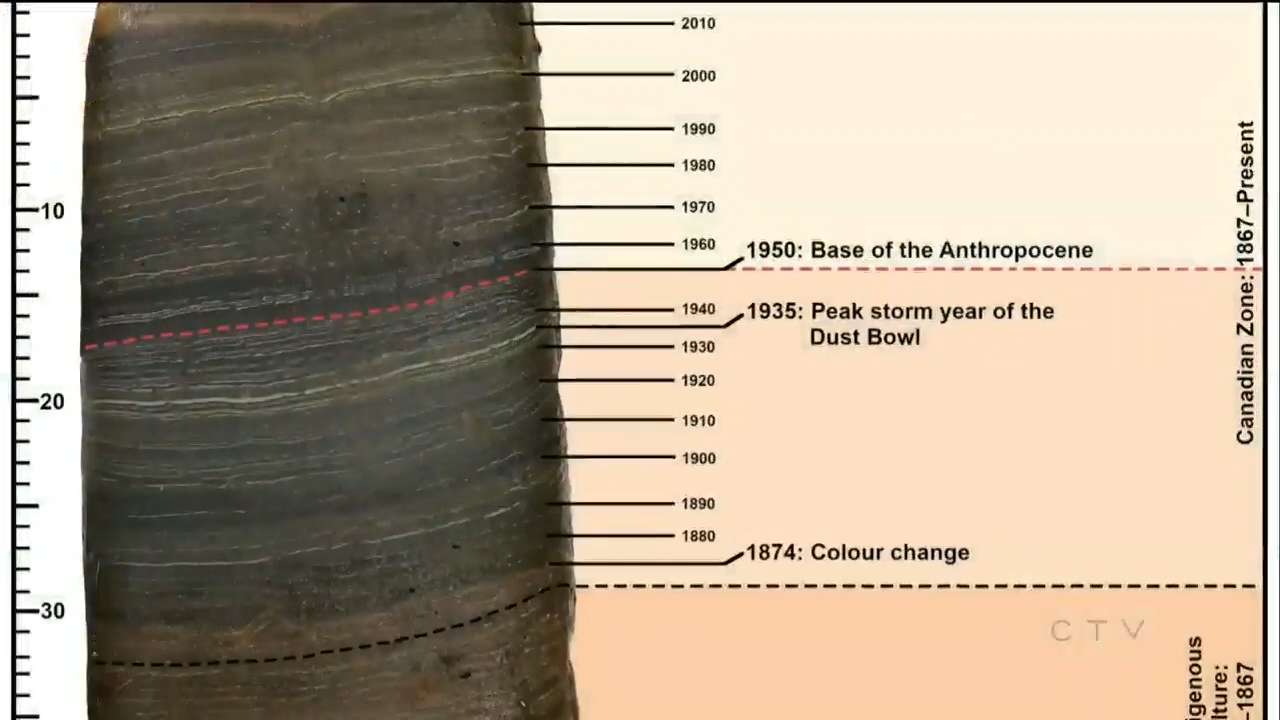 2010
2000
1990
1980
10
1970
1960
1950: Base of the Anthropocene
1940
1935: Peak storm year of the
Dust Bowl
1930
1920
20
1910
1900
1890
1880
1874: Colour change
30
Canadian Zone: 1867–Present
CTV
–1867